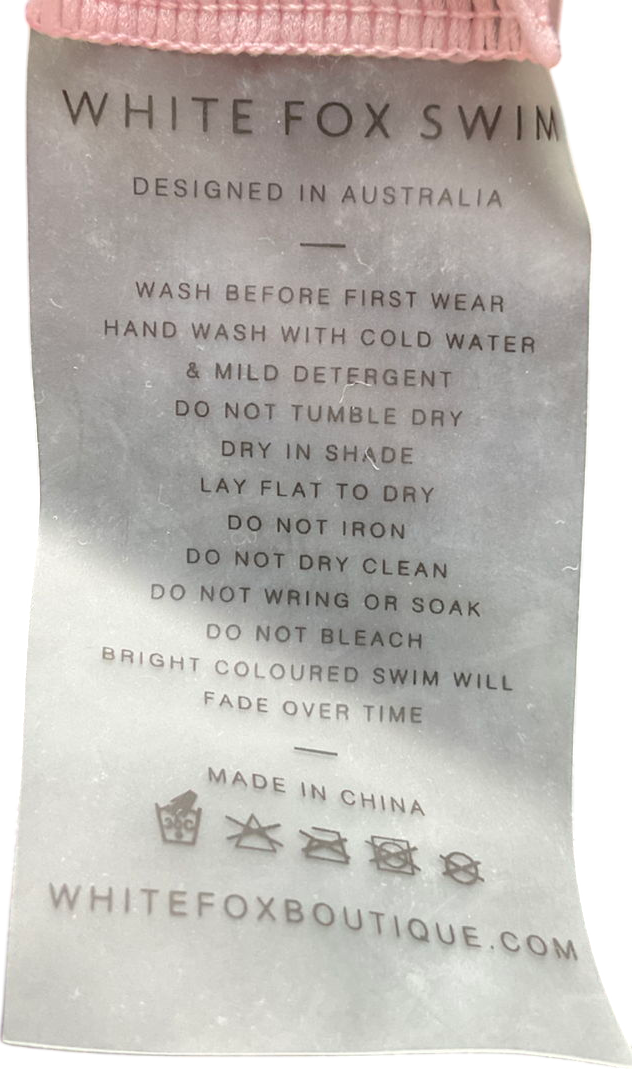 WHITE FOX SWIM
DESIGNED IN AUSTRALIA
WASH BEFORE FIRST WEAR
HAND WASH WITH COLD WATER
& MILD DETERGENT
DO NOT TUMBLE DRY
DRY IN SHADE
LAY FLAT TO DRY
DO NOT IRON
DO NOT DRY CLEAN
DO NOT WRING OR SOAK
DO NOT BLEACH
BRIGHT COLOURED SWIM WILL
FADE OVER TIME
MADE IN CHINA
WHITEFOXBOUTIQUE.COM